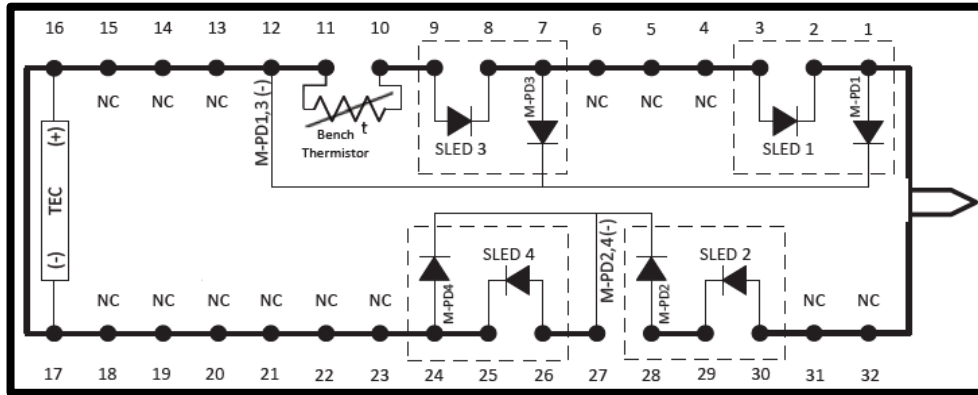 16 15 14 13 12 11 10 9 8 7 6 5 4 3 2 1
NC NC NC NC NC NC
M-PD1,3 (-)
Bench
Thermistor
t
SLED 3
M-PD3
SLED 1
M-PD1
(+)
TEC
(-)
SLED 4
M-PD4
M-PD2,4 (-)
SLED 2
M-PD2
NC NC NC NC NC NC NC NC
17 18 19 20 21 22 23 24 25 26 27 28 29 30 31 32